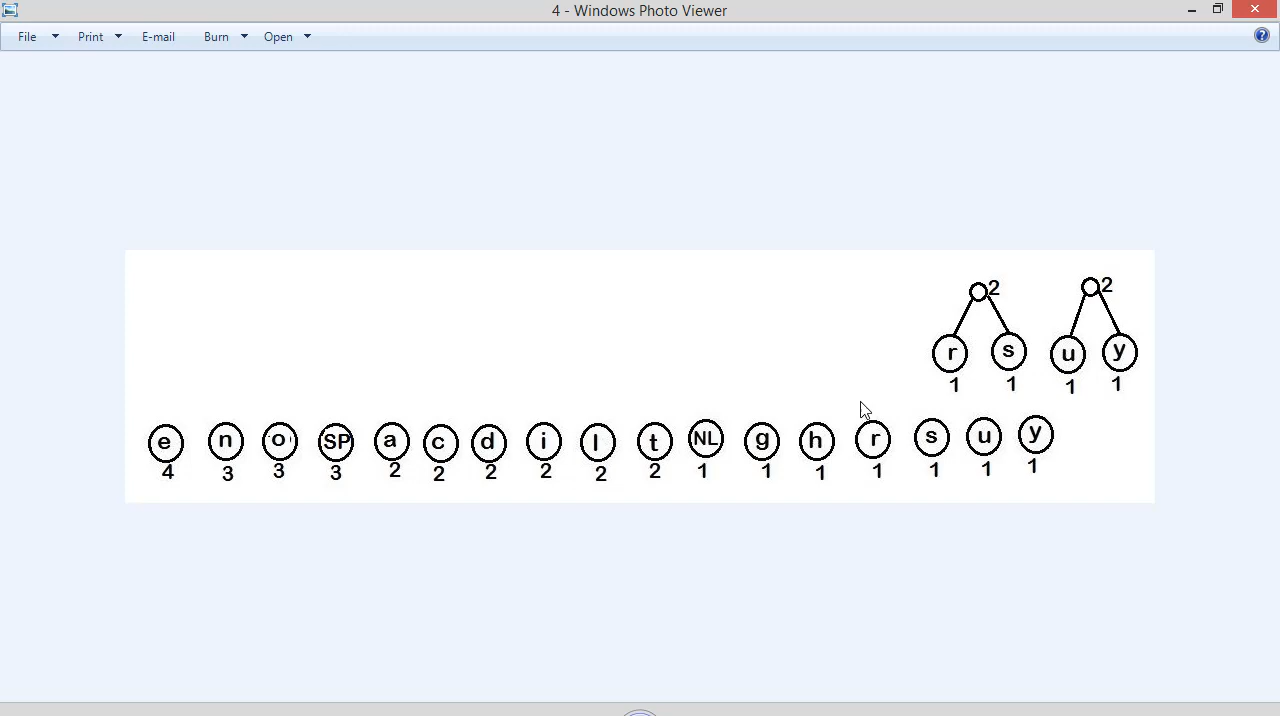 4 - Windows Photo Viewer
File Print E-mail Burn Open
2 2
r s u y
1 1 1 1
e n o SP a c d i l t NL g h r s u y
4 3 3 3 2 2 2 2 2 2 1 1 1 1 1 1 1